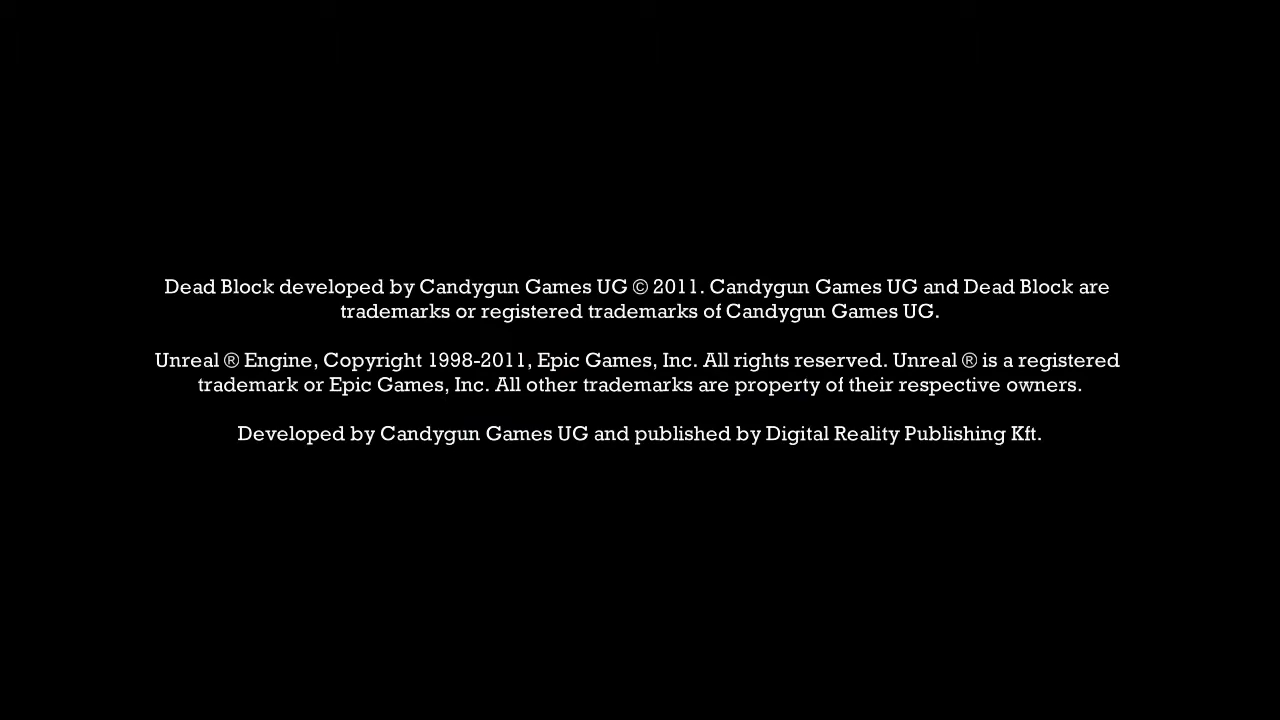 Dead Block developed by Candygun Games UG © 2011. Candygun Games UG and Dead Block are
trademarks or registered trademarks of Candygun Games UG.
Unreal ® Engine, Copyright 1998-2011, Epic Games, Inc. All rights reserved. Unreal ® is a registered
trademark or Epic Games, Inc. All other trademarks are property of their respective owners.
Developed by Candygun Games UG and published by Digital Reality Publishing Kft.